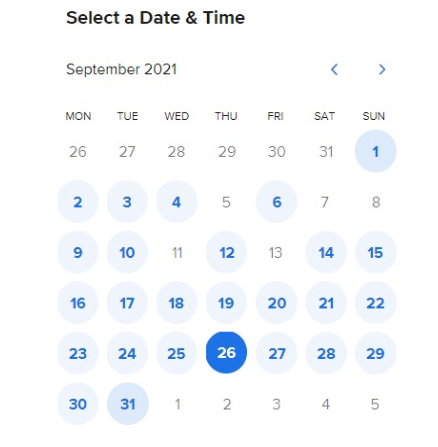 Select a Date & Time
September 2021
MON TUE WED THU FRI SAT SUN
26 27 28 29 30 31 1
2 3 4 5 6 7 8
9 10 11 12 13 14 15
16 17 18 19 20 21 22
23 24 25 26 27 28 29
30 31 1 2 3 4 5